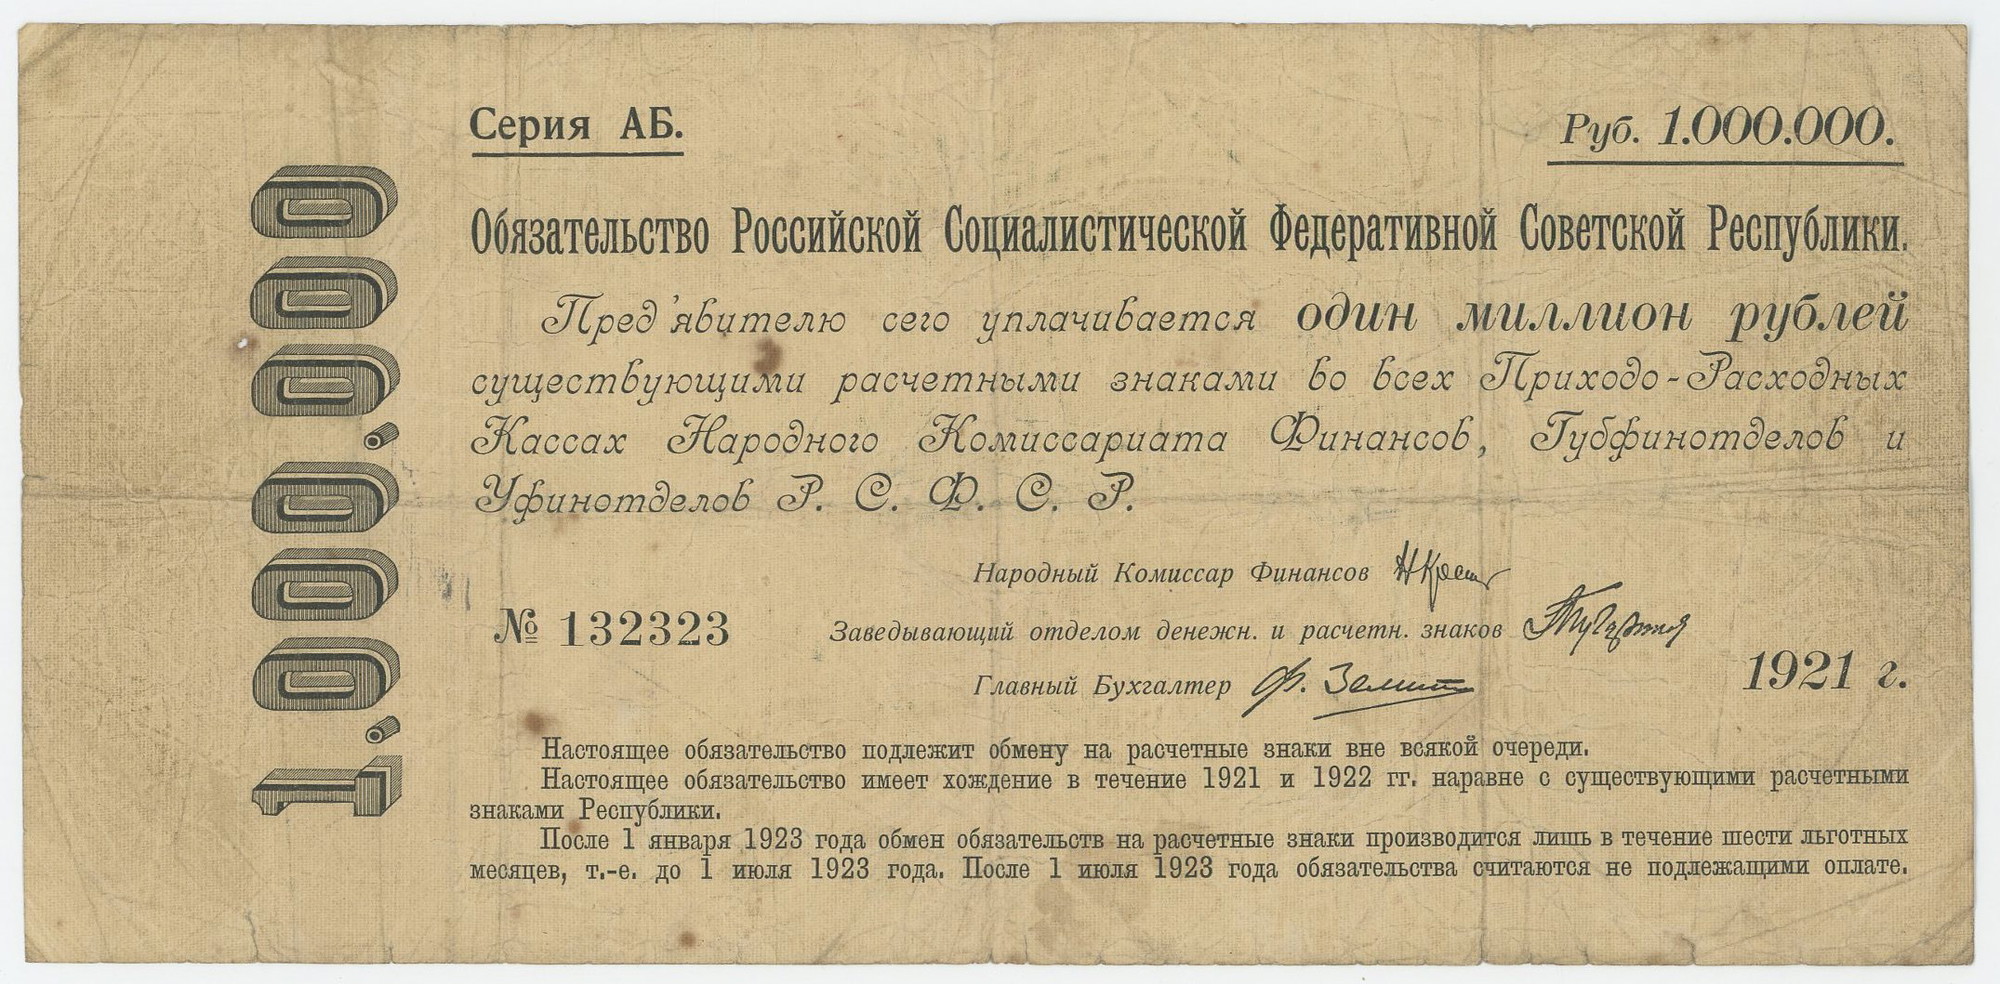 Серия АБ.
Руб. 1.000.000.
1.000.000
Обязательство Российской Социалистической Федеративной Советской Республики.
Пред'явителю сего уплачивается один миллион рублей
существующими расчетными знаками во всех Приходо-Расходных
Кассах Народного Комиссариата Финансов, Губфинотделов и
Уфинотделов Р. С. Ф. С. Р.
Народный Комиссар Финансов
№ 132323
Заведывающий отделом денежн. и расчетн. знаков
Главный Бухгалтер Ф.
1921 г.
Настоящее обязательство подлежит обмену на расчетные знаки вне всякой очереди.
Настоящее обязательство имеет хождение в течение 1921 и 1922 гг. наравне с существующими расчетными
знаками Республики.
После 1 января 1923 года обмен обязательств на расчетные знаки производится лишь в течение шести льготных
месяцев, т.-е. до 1 июля 1923 года. После 1 июля 1923 года обязательства считаются не подлежащими оплате.